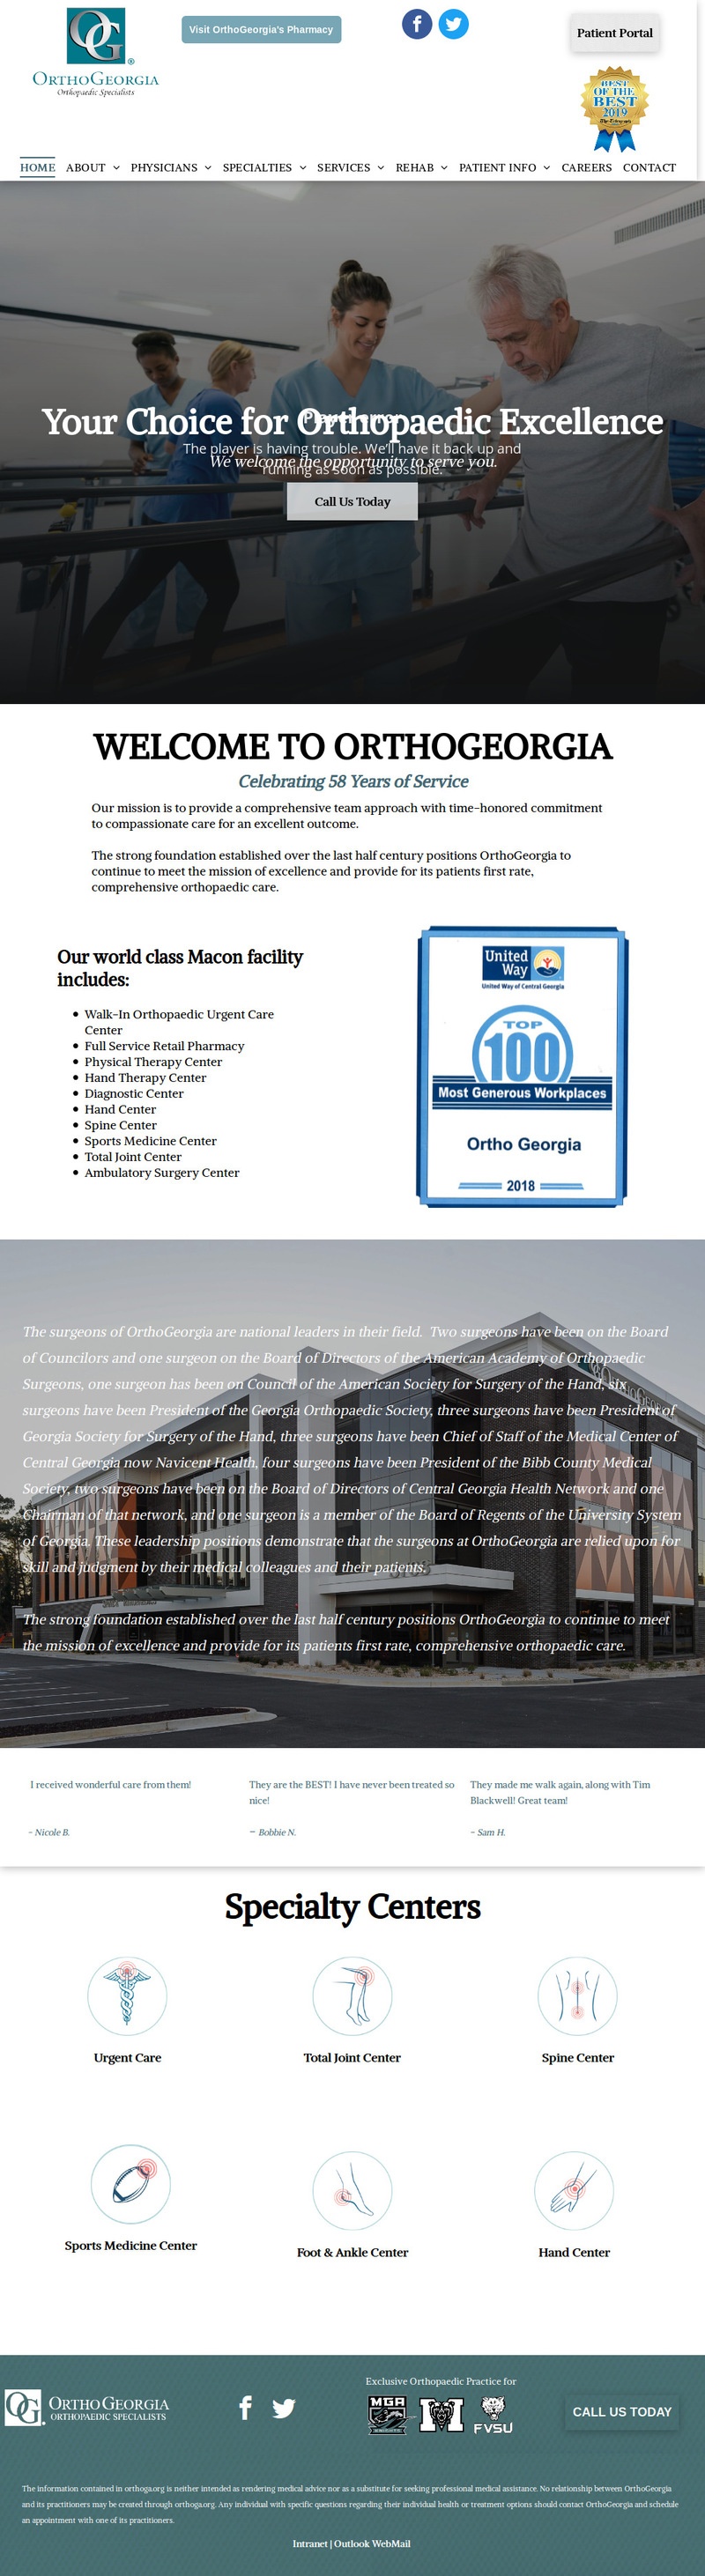 OG
ORTHOGEORGIA
Orthopaedic Specialists
Visit OrthoGeorgia's Pharmacy
Patient Portal
BEST
OF THE
BEST
2019
HOME ABOUT PHYSICIANS SPECIALTIES SERVICES REHAB PATIENT INFO CAREERS CONTACT
Your Choice for Orthopaedic Excellence
Player error
The player is having trouble. We'll have it back up and
running as soon as possible.
We welcome the opportunity to serve you.
Call Us Today
WELCOME TO ORTHOGEORGIA
Celebrating 58 Years of Service
Our mission is to provide a comprehensive team approach with time-honored commitment
to compassionate care for an excellent outcome.
The strong foundation established over the last half century positions OrthoGeorgia to
continue to meet the mission of excellence and provide for its patients first rate,
comprehensive orthopaedic care.
Our world class Macon facility
includes:
Walk-In Orthopaedic Urgent Care
Center
Full Service Retail Pharmacy
Physical Therapy Center
Hand Therapy Center
Diagnostic Center
Hand Center
Spine Center
Sports Medicine Center
Total Joint Center
Ambulatory Surgery Center
United
Way
United Way of Central Georgia
TOP
100
Most Generous Workplaces
Ortho Georgia
2018
The surgeons of OrthoGeorgia are national leaders in their field. Two surgeons have been on the Board
of Councilors and one surgeon on the Board of Directors of the American Academy of Orthopaedic
Surgeons, one surgeon has been on Council of the American Society for Surgery of the Hand, six
surgeons have been President of the Georgia Orthopaedic Society, three surgeons have been President of
Georgia Society for Surgery of the Hand, three surgeons have been Chief of Staff of the Medical Center of
Central Georgia now Navicent Health, four surgeons have been President of the Bibb County Medical
Society, two surgeons have been on the Board of Directors of Central Georgia Health Network and one
Chairman of that network, and one surgeon is a member of the Board of Regents of the University System
of Georgia. These leadership positions demonstrate that the surgeons at OrthoGeorgia are relied upon for
skill and judgment by their medical colleagues and their patients.
The strong foundation established over the last half century positions OrthoGeorgia to continue to meet
the mission of excellence and provide for its patients first rate, comprehensive orthopaedic care.
I received wonderful care from them!
- Nicole B.
They are the BEST! I have never been treated so
nice!
– Bobbie N.
They made me walk again, along with Tim
Blackwell! Great team!
- Sam H.
Specialty Centers
Urgent Care
Total Joint Center
Spine Center
Sports Medicine Center
Foot & Ankle Center
Hand Center
OG
ORTHOGEORGIA
ORTHOPAEDIC SPECIALISTS
Exclusive Orthopaedic Practice for
MGA
M
FVSU
CALL US TODAY
The information contained in orthoga.org is neither intended as rendering medical advice nor as a substitute for seeking professional medical assistance. No relationship between OrthoGeorgia
and its practitioners may be created through orthoga.org. Any individual with specific questions regarding their individual health or treatment options should contact OrthoGeorgia and schedule
an appointment with one of its practitioners.
Intranet | Outlook WebMail